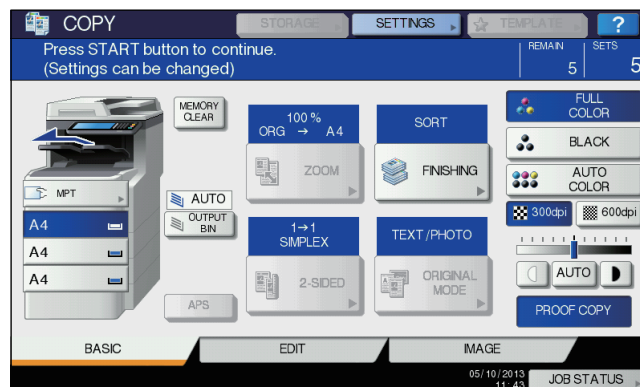 COPY
STORAGE
SETTINGS
TEMPLATE
?
Press START button to continue.
(Settings can be changed)
REMAIN
5
SETS
5
MEMORY
CLEAR
MPT
A4
A4
A4
AUTO
OUTPUT
BIN
APS
100 %
ORG → A4
ZOOM
SORT
FINISHING
1→1
SIMPLEX
2-SIDED
TEXT/PHOTO
ORIGINAL
MODE
FULL
COLOR
BLACK
AUTO
COLOR
300dpi
600dpi
AUTO
PROOF COPY
BASIC
EDIT
IMAGE
05/10/2013
11:43
JOB STATUS